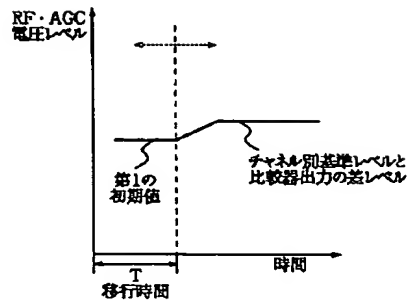 RF・AGC
電圧レベル
第1の
初期値
チャネル別基準レベルと
比較器出力の差レベル
T
移行時間
時間